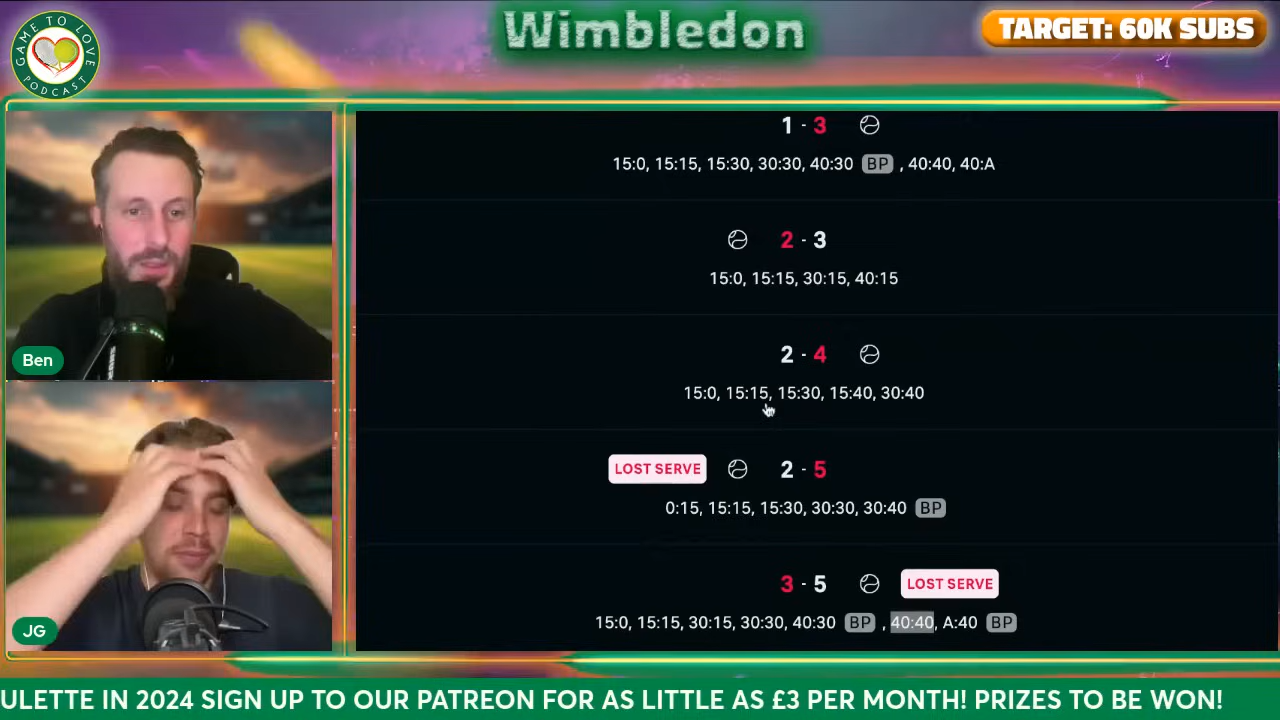 GAME TO LOVE
PODCAST
Wimbledon
TARGET: 60K SUBS
1 - 3
15:0, 15:15, 15:30, 30:30, 40:30 BP , 40:40, 40:A
2 - 3
15:0, 15:15, 30:15, 40:15
2 - 4
15:0, 15:15, 15:30, 15:40, 30:40
LOST SERVE 2 - 5
0:15, 15:15, 15:30, 30:30, 30:40 BP
3 - 5 LOST SERVE
15:0, 15:15, 30:15, 30:30, 40:30 BP , 40:40, A:40 BP
Ben
JG
ULETTE IN 2024 SIGN UP TO OUR PATREON FOR AS LITTLE AS £3 PER MONTH! PRIZES TO BE WON!